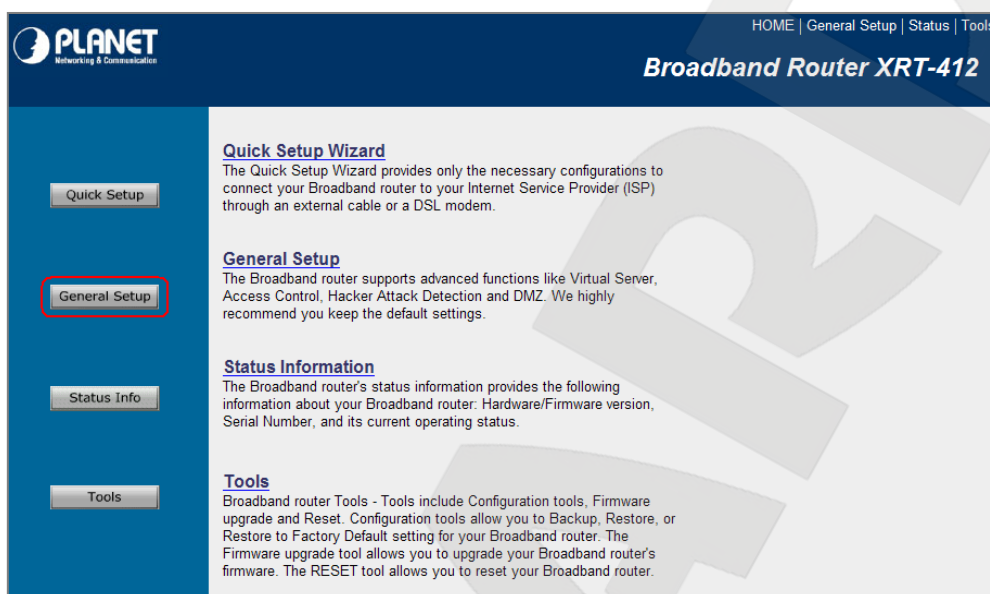 PLANET
Networking & Communication
HOME | General Setup | Status | Tools
Broadband Router XRT-412
Quick Setup
Quick Setup Wizard
The Quick Setup Wizard provides only the necessary configurations to
connect your Broadband router to your Internet Service Provider (ISP)
through an external cable or a DSL modem.
General Setup
General Setup
The Broadband router supports advanced functions like Virtual Server,
Access Control, Hacker Attack Detection and DMZ. We highly
recommend you keep the default settings.
Status Info
Status Information
The Broadband router's status information provides the following
information about your Broadband router: Hardware/Firmware version,
Serial Number, and its current operating status.
Tools
Tools
Broadband router Tools - Tools include Configuration tools, Firmware
upgrade and Reset. Configuration tools allow you to Backup, Restore, or
Restore to Factory Default setting for your Broadband router. The
Firmware upgrade tool allows you to upgrade your Broadband router's
firmware. The RESET tool allows you to reset your Broadband router.